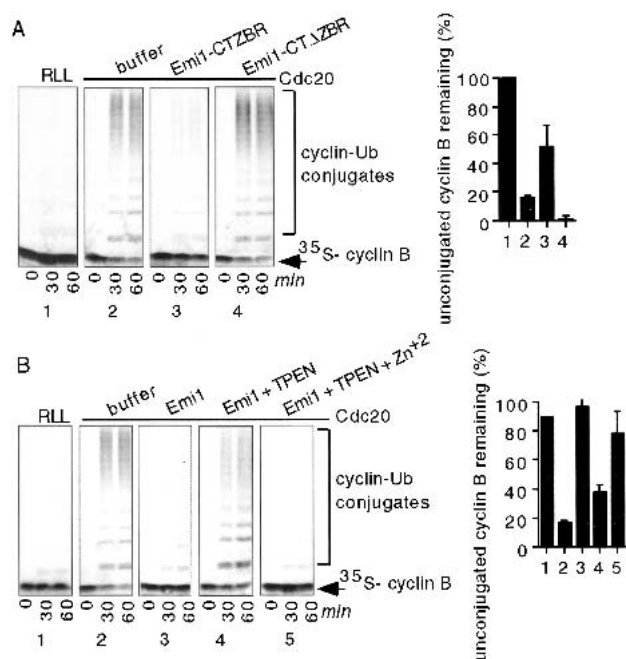 A
RLL
buffer
Emi1-CTZBR
Emi1-CTΔZBR
Cdc20
cyclin-Ub
conjugates
35S- cyclin B
0 30 60 0 30 60 0 30 60 0 30 60 min
1 2 3 4
unconjugated cyclin B remaining (%)
100
80
60
40
20
0
1 2 3 4
B
RLL
buffer
Emi1
Emi1 + TPEN
Emi1 + TPEN + Zn+2
Cdc20
cyclin-Ub
conjugates
35S- cyclin B
0 30 60 0 30 60 0 30 60 0 30 60 0 30 60 min
1 2 3 4 5
unconjugated cyclin B remaining (%)
100
80
60
40
20
0
1 2 3 4 5